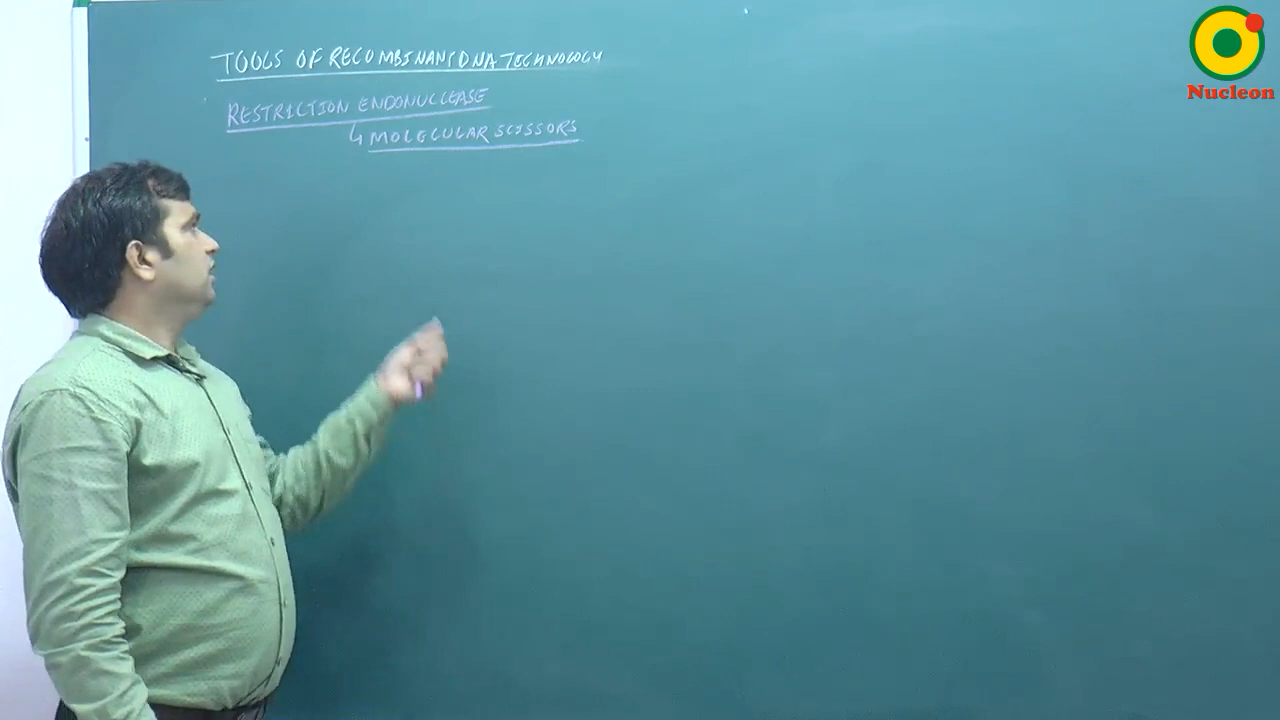 TOOLS OF RECOMBINANT DNA TECHNOLOGY
RESTRICTION ENDONUCLEASE
↳ MOLECULAR SCISSORS
Nucleon